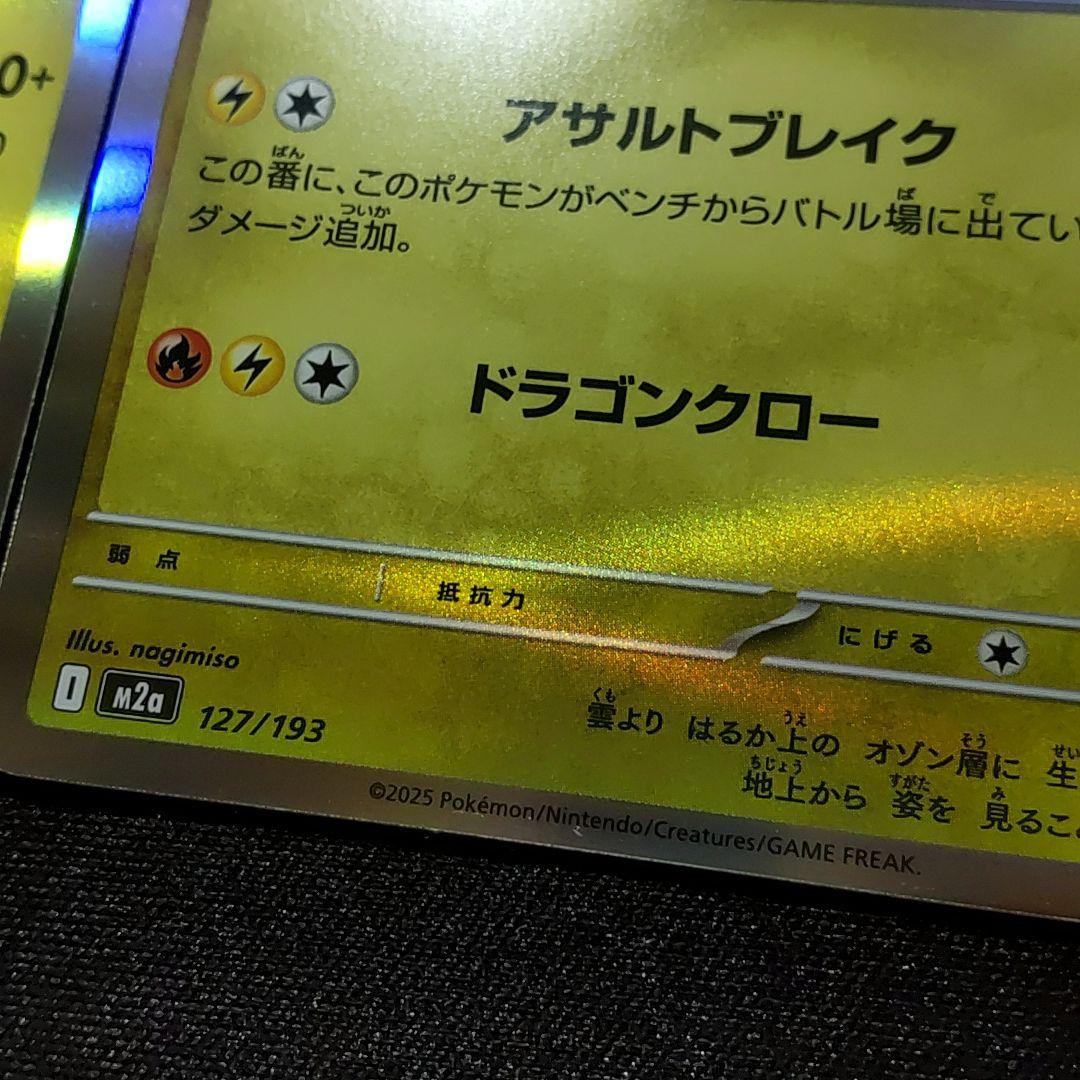 0+
アサルトブレイク
この番に、このポケモンがベンチからバトル場に出てい
ダメージ追加。
ドラゴンクロー
弱点
抵抗力
にげる
Illus. nagimiso
I M2a 127/193
雲より はるか上の オゾン層に 生
地上から 姿を 見るこ
©2025 Pokémon/Nintendo/Creatures/GAME FREAK.